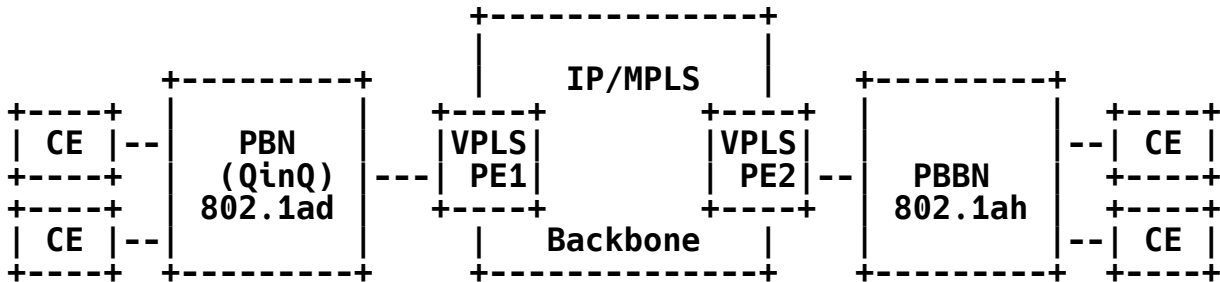 IP/MPLS
CE PBN VPLS VPLS CE
(QinQ) PE1 PE2 PBBN
802.1ad 802.1ah
CE Backbone CE